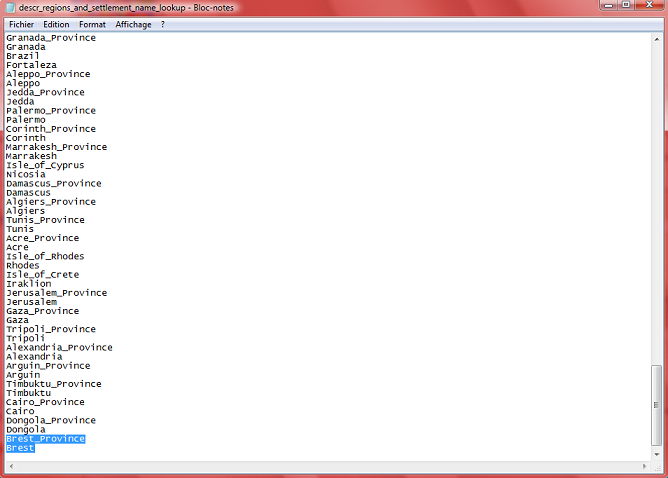 descr_regions_and_settlement_name_lookup - Bloc-notes
Fichier Edition Format Affichage ?
Granada_Province
Granada
Brazil
Fortaleza
Aleppo_Province
Aleppo
Jedda_Province
Jedda
Palermo_Province
Palermo
Corinth_Province
Corinth
Marrakesh_Province
Marrakesh
Isle_of_Cyprus
Nicosia
Damascus_Province
Damascus
Algiers_Province
Algiers
Tunis_Province
Tunis
Acre_Province
Acre
Isle_of_Rhodes
Rhodes
Isle_of_Crete
Iraklion
Jerusalem_Province
Jerusalem
Gaza_Province
Gaza
Tripoli_Province
Tripoli
Alexandria_Province
Alexandria
Arguin_Province
Arguin
Timbuktu_Province
Timbuktu
Cairo_Province
Cairo
Dongola_Province
Dongola
Brest_Province
Brest